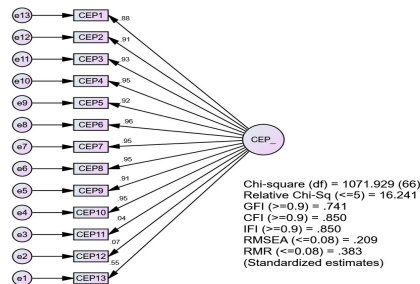 e13 CEP1 .88
e12 CEP2 .91
e11 CEP3 .93
e10 CEP4 .95
e9 CEP5 .92
e8 CEP6 .96
e7 CEP7 .95
e6 CEP8 .95
e5 CEP9 .91
e4 CEP10 .95
e3 CEP11 .04
e2 CEP12 .07
e1 CEP13 .55
CEP_
Chi-square (df) = 1071.929 (66)
Relative Chi-Sq (<=5) = 16.241
GFI (>=0.9) = .741
CFI (>=0.9) = .850
IFI (>=0.9) = .850
RMSEA (<=0.08) = .209
RMR (<=0.08) = .383
(Standardized estimates)